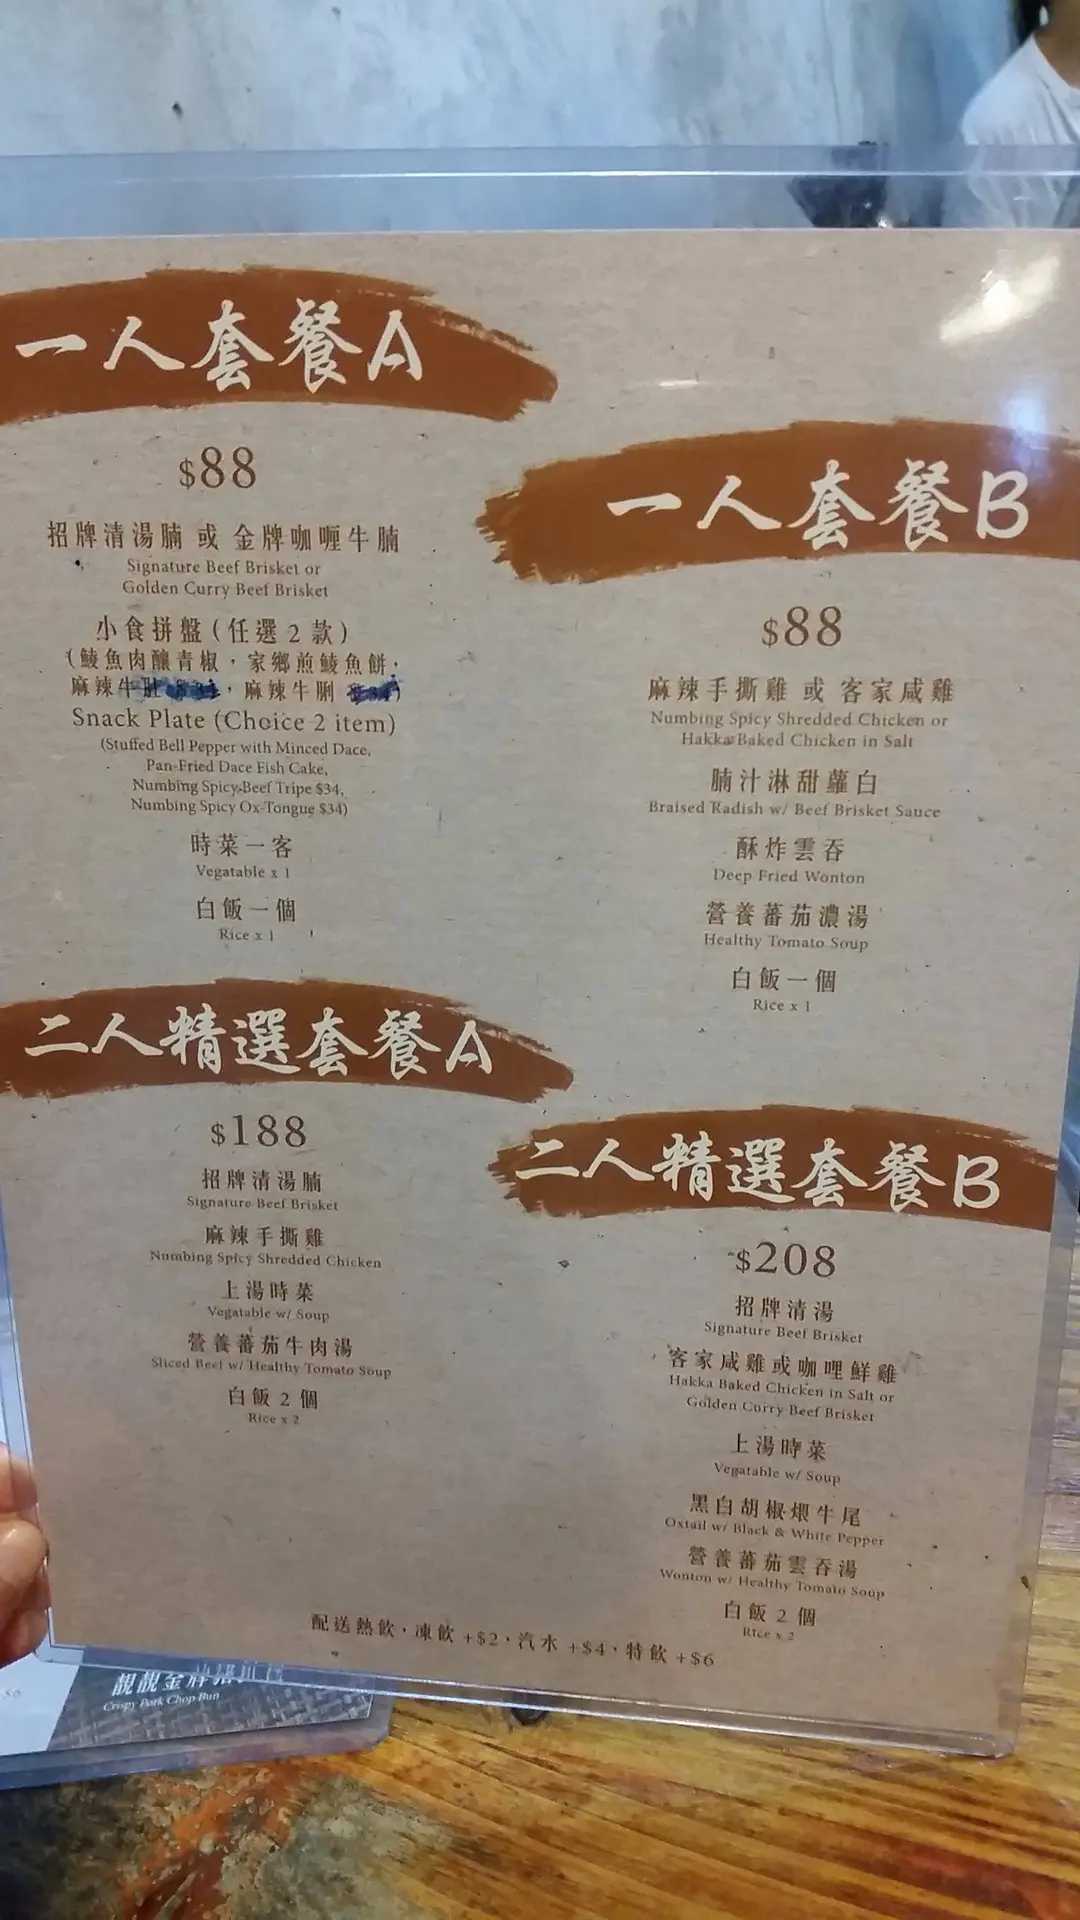 一人套餐A
$88
招牌清湯腩 或 金牌咖喱牛腩
Signature Beef Brisket or
Golden Curry Beef Brisket
小食拼盤(任選2款)
(鯪魚肉釀青椒，家鄉煎鯪魚餅，
麻辣牛肚，麻辣牛脷
Snack Plate (Choice 2 item)
(Stuffed Bell Pepper with Minced Dace,
Pan-Fried Dace Fish Cake,
Numbing Spicy Beef Tripe $34,
Numbing Spicy Ox-Tongue $34)
時菜一客
Vegatable x 1
白飯一個
Rice x 1
一人套餐B
$88
麻辣手撕雞 或 客家咸雞
Numbing Spicy Shredded Chicken or
Hakka Baked Chicken in Salt
腩汁淋甜蘿白
Braised Radish w/ Beef Brisket Sauce
酥炸雲吞
Deep Fried Wonton
營養蕃茄濃湯
Healthy Tomato Soup
白飯一個
Rice x 1
二人精選套餐A
$188
招牌清湯腩
Signature Beef Brisket
麻辣手撕雞
Numbing Spicy Shredded Chicken
上湯時菜
Vegatable w/ Soup
營養蕃茄牛肉湯
Sliced Beef w/ Healthy Tomato Soup
白飯2個
Rice x 2
二人精選套餐B
$208
招牌清湯
Signature Beef Brisket
客家咸雞或咖哩鮮雞
Hakka Baked Chicken in Salt or
Golden Curry Beef Brisket
上湯時菜
Vegatable w/ Soup
黑白胡椒煨牛尾
Oxtail w/ Black & White Pepper
營養蕃茄雲吞湯
Wonton w/ Healthy Tomato Soup
白飯2個
Rice x 2
配送熱飲，凍飲+$2，汽水+$4，特飲+$6
靚靚金牌豬
Crispy Pork Chop Bun